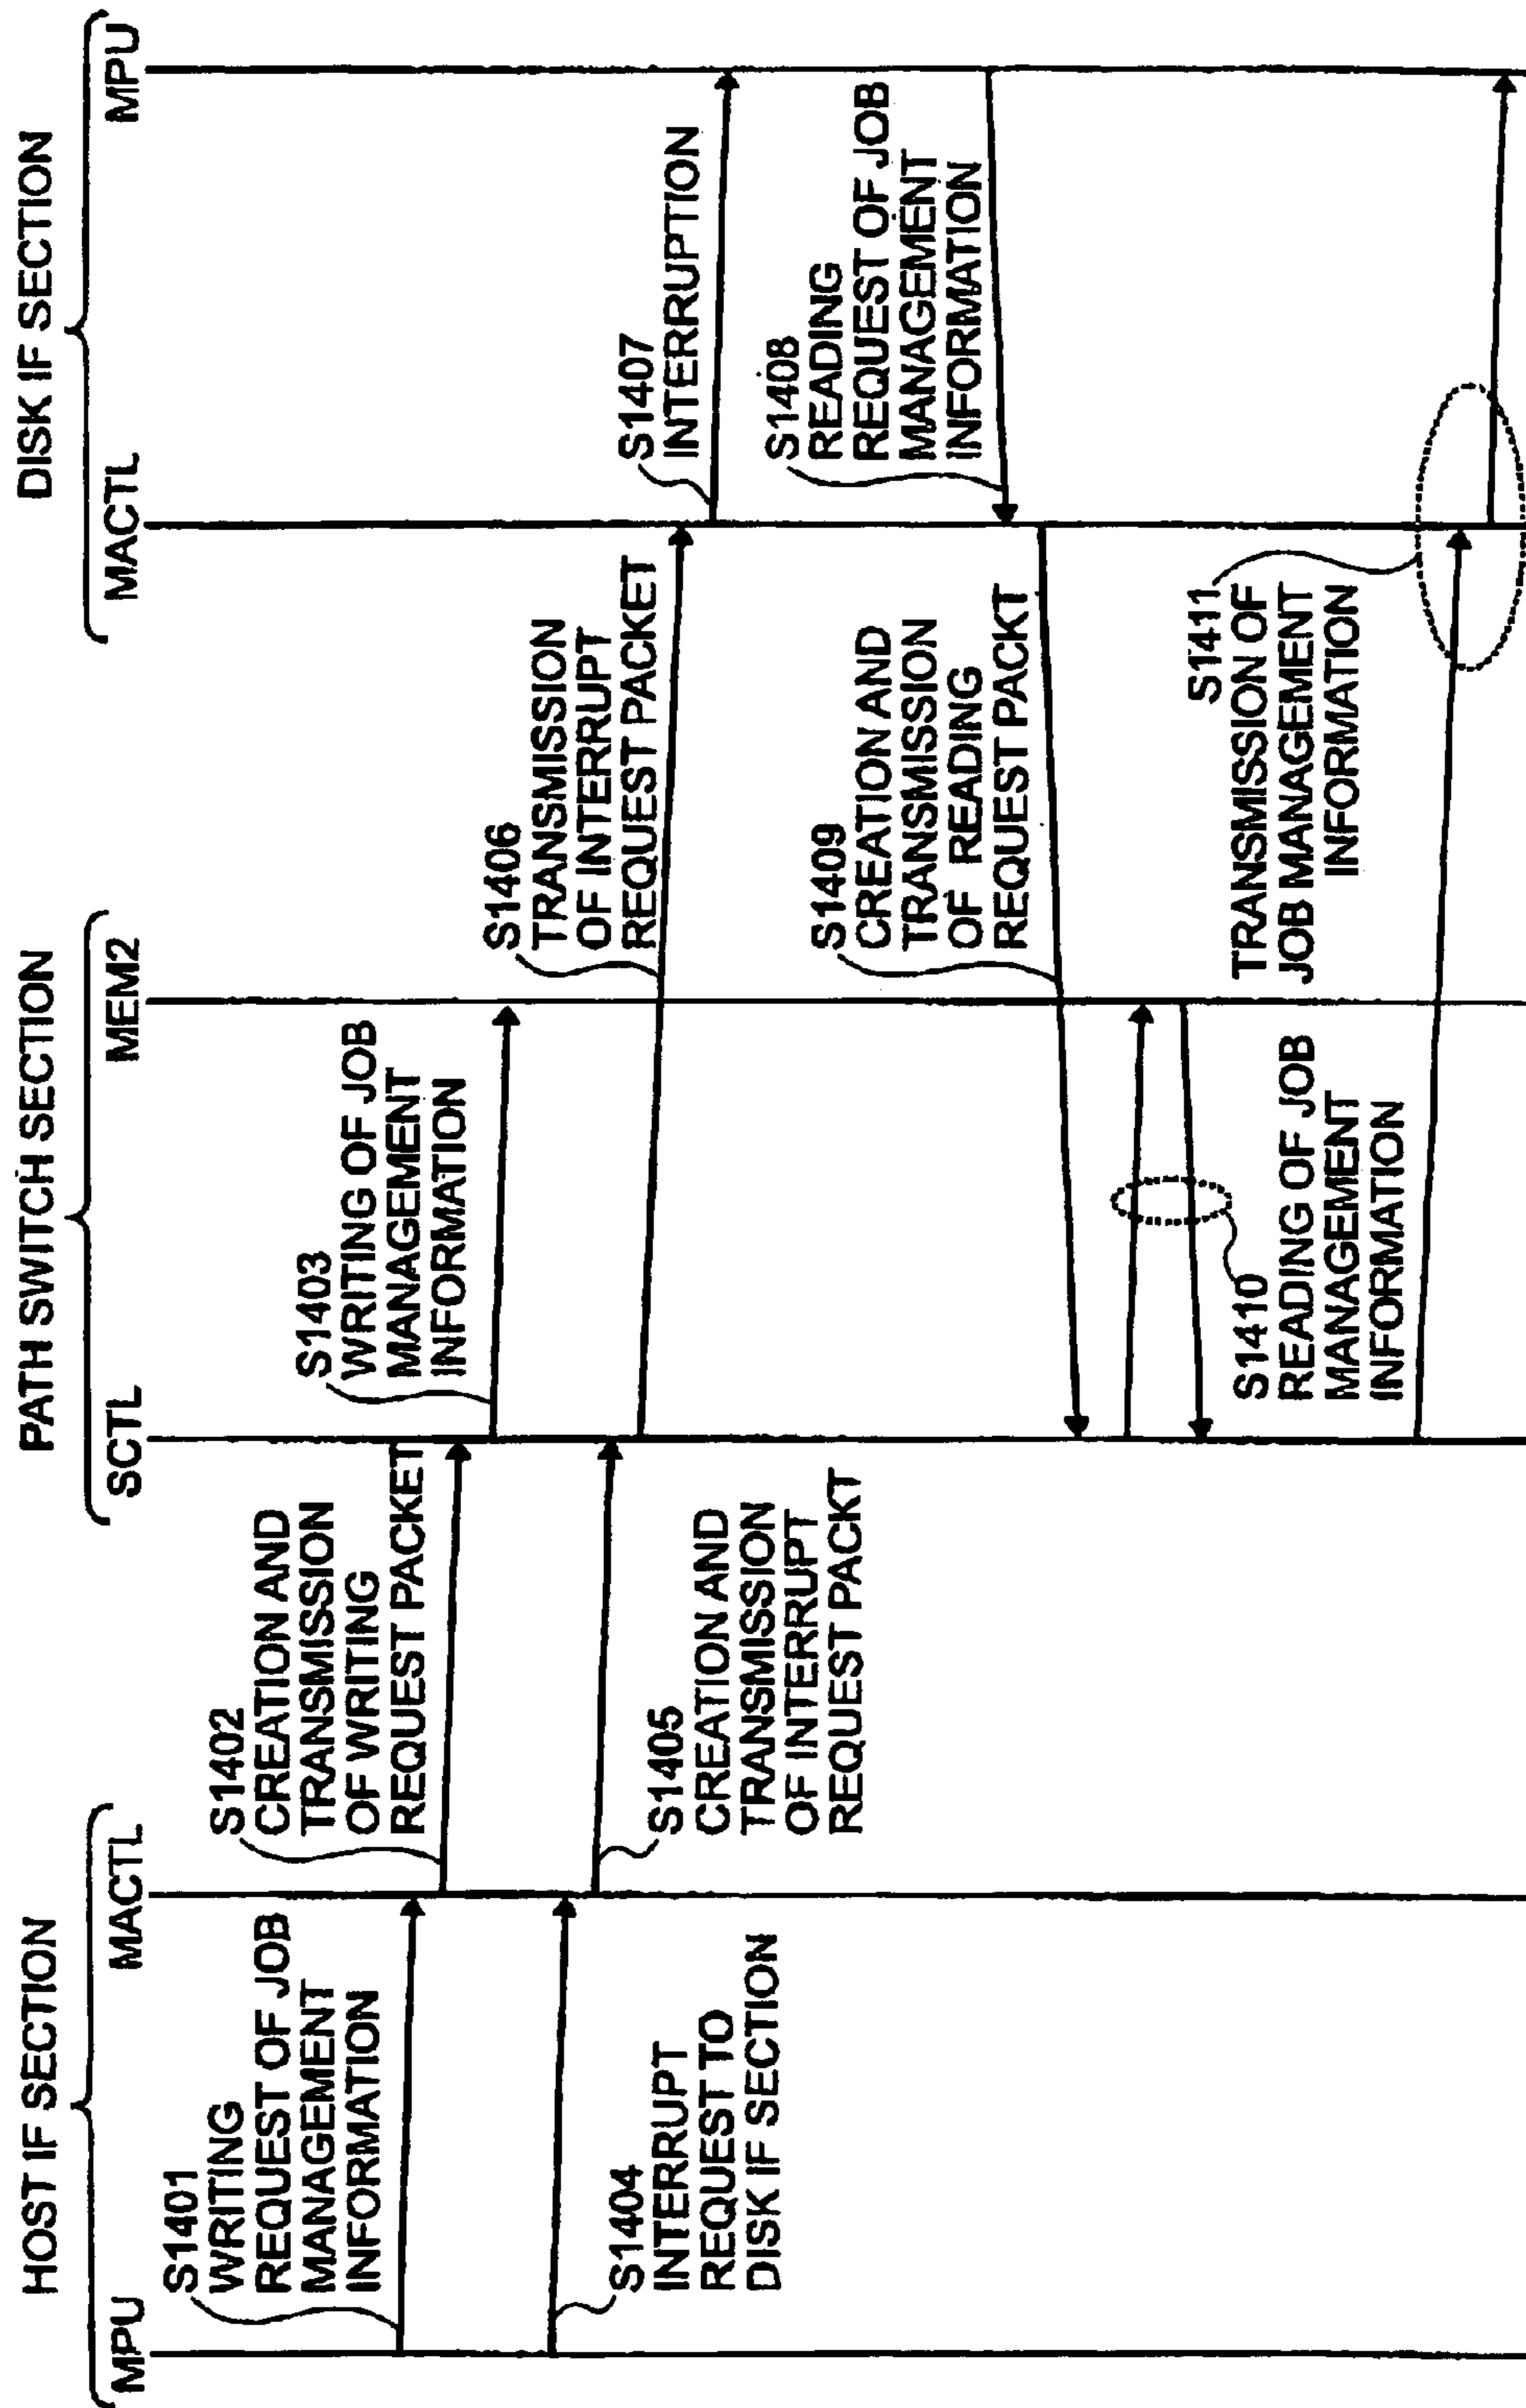 HOST IF SECTION
PATH SWITCH SECTION
DISK IF SECTION
MPU
MACTL
SCTL
MEM2
MACTL
MPU
S1401
WRITING
REQUEST OF JOB
MANAGEMENT
INFORMATION
S1402
CREATION AND
TRANSMISSION
OF WRITING
REQUEST PACKET
S1403
WRITING OF JOB
MANAGEMENT
INFORMATION
S1404
INTERRUPT
REQUEST TO
DISK IF SECTION
S1405
CREATION AND
TRANSMISSION
OF INTERRUPT
REQUEST PACKT
S1406
TRANSMISSION
OF INTERRUPT
REQUEST PACKET
S1407
INTERRUPTION
S1408
READING
REQUEST OF JOB
MANAGEMENT
INFORMATION
S1409
CREATION AND
TRANSMISSION
OF READING
REQUEST PACKT
S1410
READING OF JOB
MANAGEMENT
INFORMATION
S1411
TRANSMISSION OF
JOB MANAGEMENT
INFORMATION